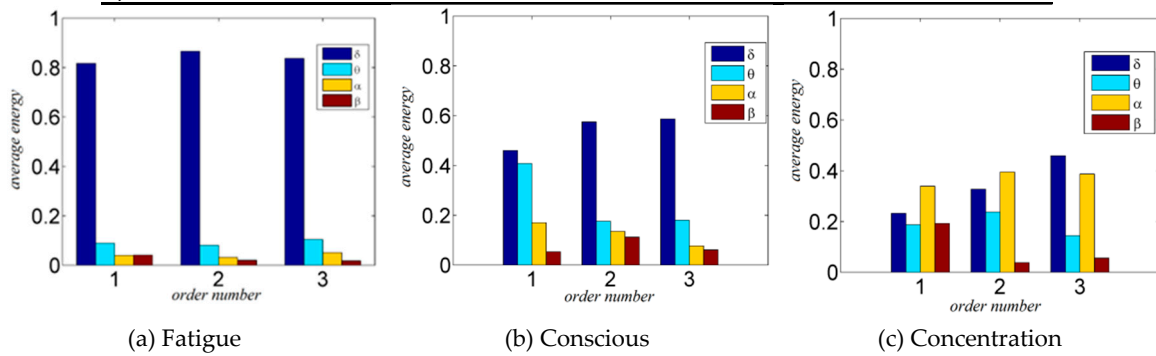 1
0.8
0.6
0.4
0.2
0
average energy
δ
θ
α
β
1 2 3
order number
(a) Fatigue
1
0.8
0.6
0.4
0.2
0
average energy
δ
θ
α
β
1 2 3
order number
(b) Conscious
1
0.8
0.6
0.4
0.2
0
average energy
δ
θ
α
β
1 2 3
order number
(c) Concentration